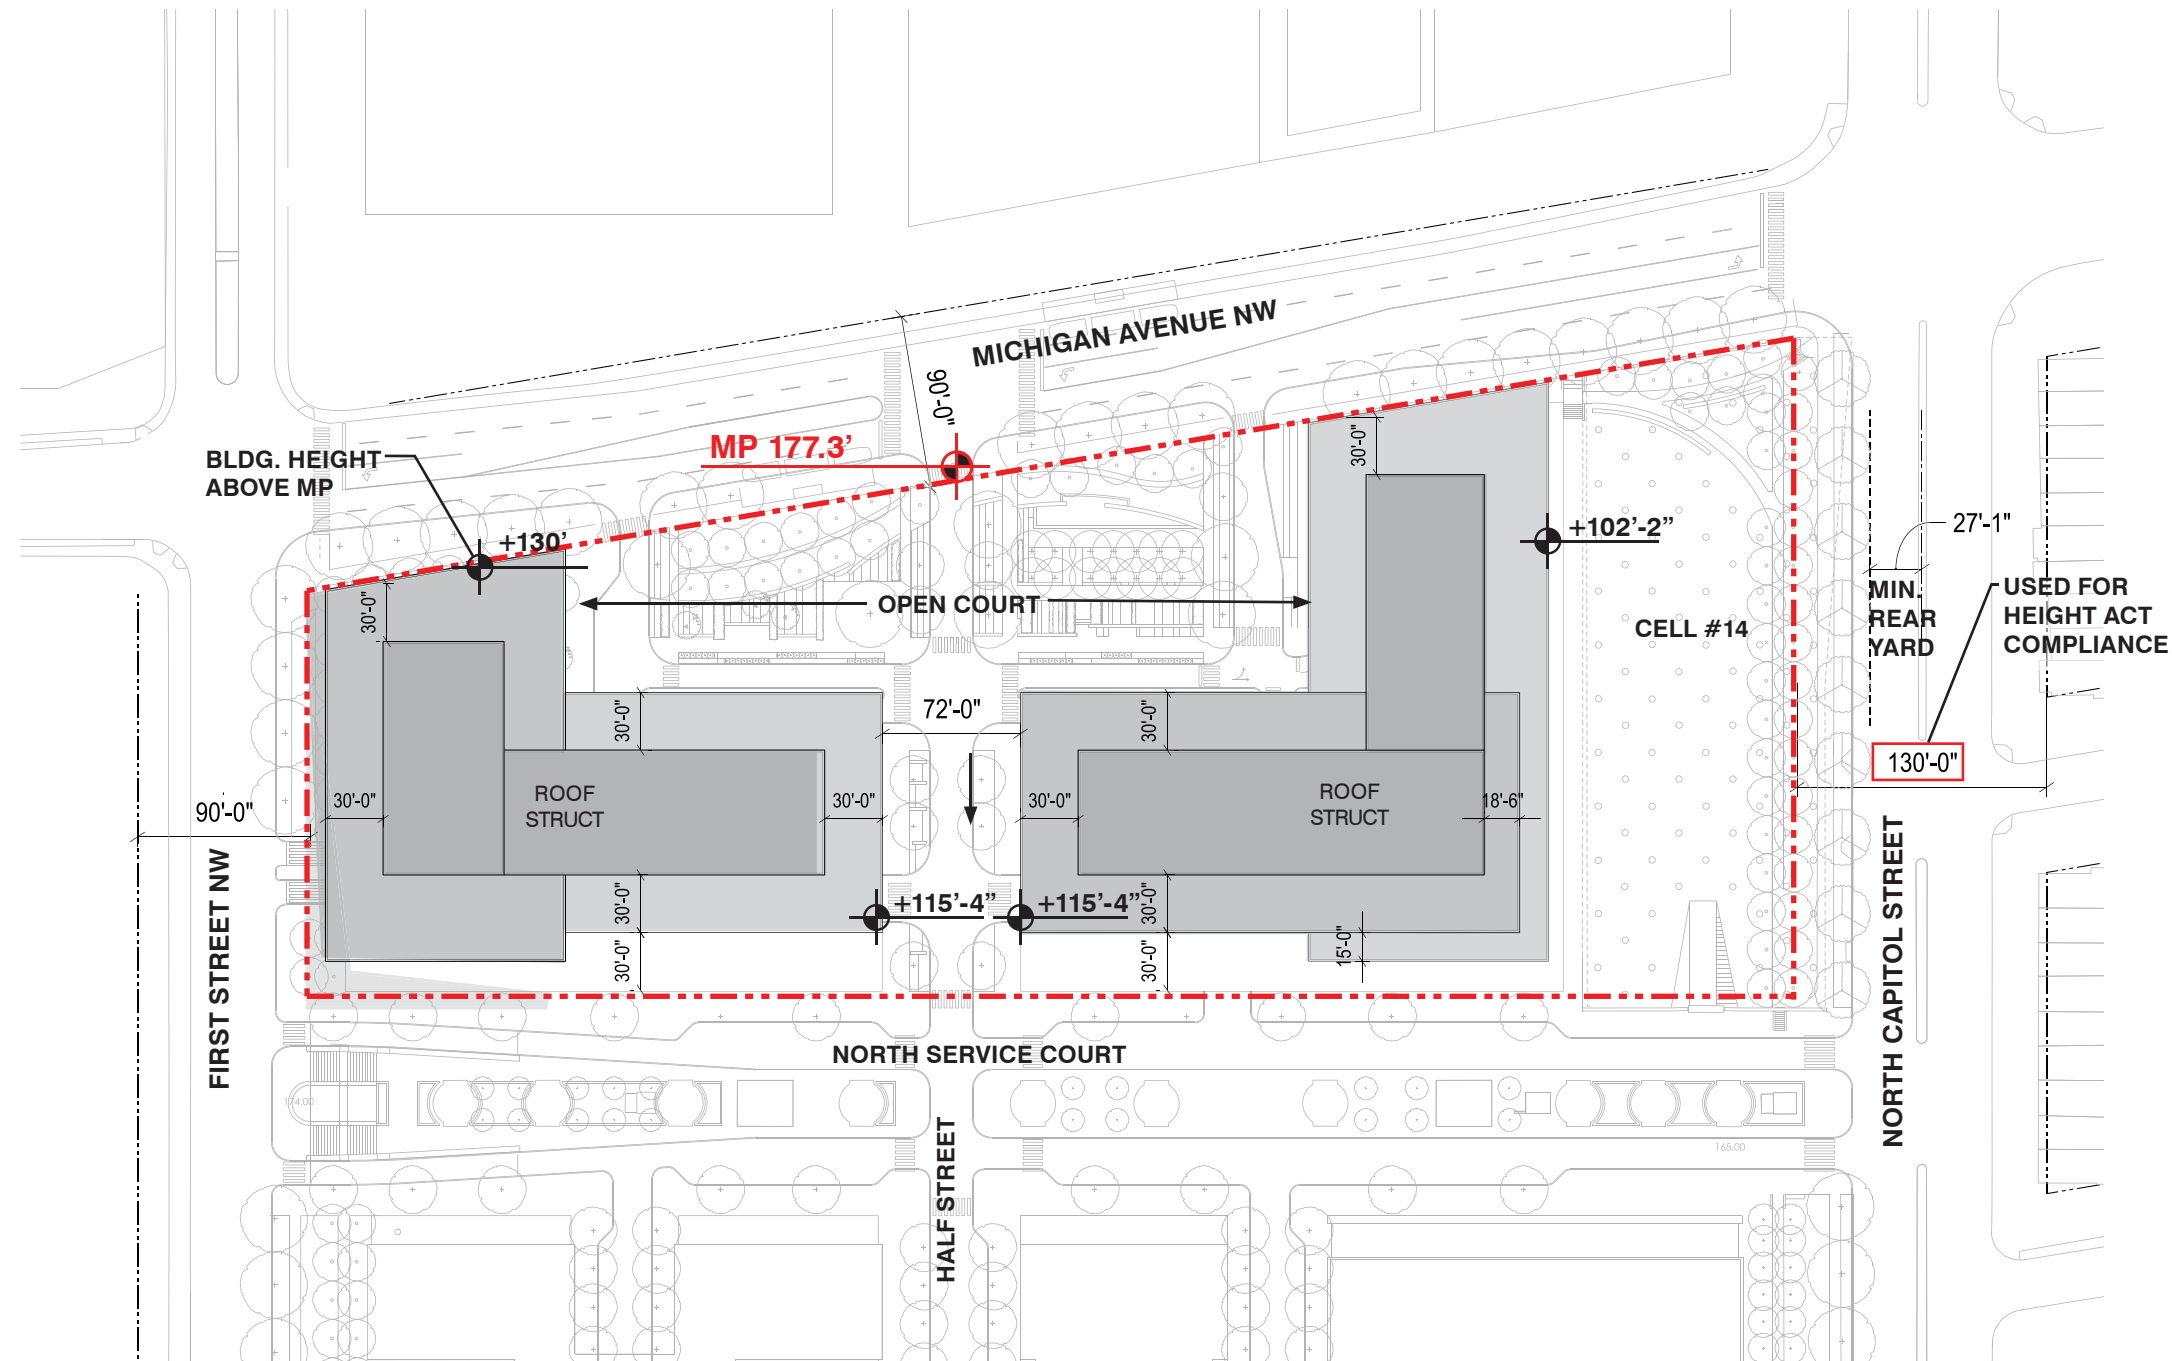 MICHIGAN AVENUE NW
90'-0"
MP 177.3’
BLDG. HEIGHT
ABOVE MP
+130’
30'-0"
+102’-2”
27'-1"
MIN.
REAR
YARD
USED FOR
HEIGHT ACT
COMPLIANCE
30'-0"
OPEN COURT
CELL #14
72'-0"
30'-0"
30'-0"
130'-0"
90'-0"
30'-0"
ROOF
STRUCT
30'-0"
30'-0"
ROOF
STRUCT
18'-6"
FIRST STREET NW
30'-0"
+115’-4”
+115’-4”
30'-0"
30'-0"
30'-0"
15'-0"
NORTH CAPITOL STREET
NORTH SERVICE COURT
174.00
HALF STREET
165.00